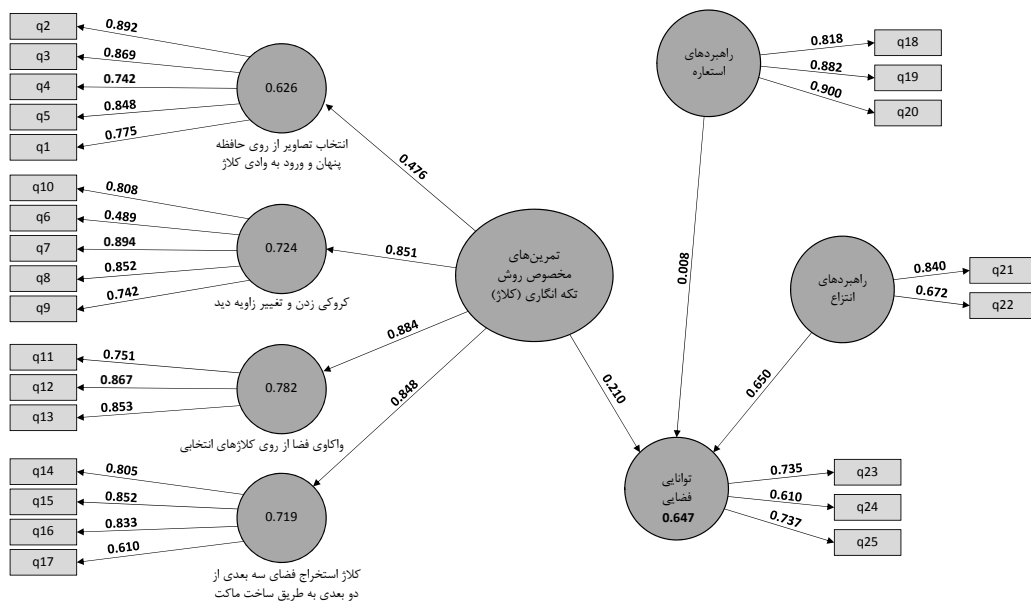 q2
0.892
q3
0.869
q4
0.742
q5
0.848
q1
0.775
0.626
انتخاب تصاویر از روی حافظه
پنهان و ورود به وادی کلاژ
0.476
q10
0.808
q6
0.489
q7
0.894
q8
0.852
q9
0.742
0.724
کروکی زدن و تغییر زاویه دید
0.851
q11
0.751
q12
0.867
q13
0.853
0.782
واکاوی فضا از روی کلاژهای انتخابی
0.884
q14
0.805
q15
0.852
q16
0.833
q17
0.610
0.719
کلاژ استخراج فضای سه بعدی از
دو بعدی به طریق ساخت ماکت
0.848
تمرین‌های
مخصوص روش
تکه انگاری (کلاژ)
0.210
راهبردهای
استعاره
0.818
q18
0.882
q19
0.900
q20
0.008
راهبردهای
انتزاع
0.840
q21
0.672
q22
0.650
توانایی
فضایی
0.647
0.735
q23
0.610
q24
0.737
q25